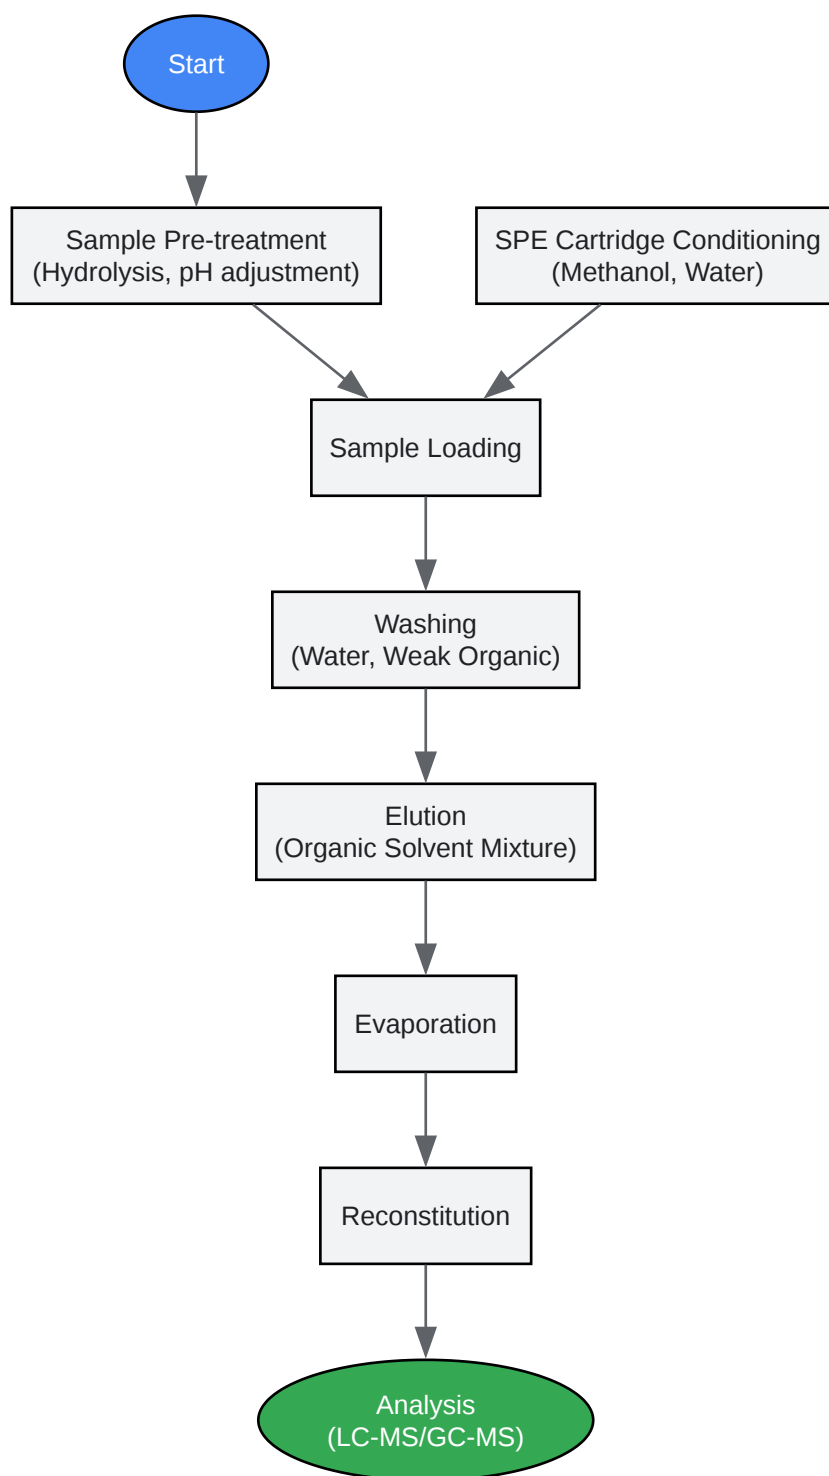 Start
Sample Pre-treatment
(Hydrolysis, pH adjustment)
SPE Cartridge Conditioning
(Methanol, Water)
Sample Loading
Washing
(Water, Weak Organic)
Elution
(Organic Solvent Mixture)
Evaporation
Reconstitution
Analysis
(LC-MS/GC-MS)